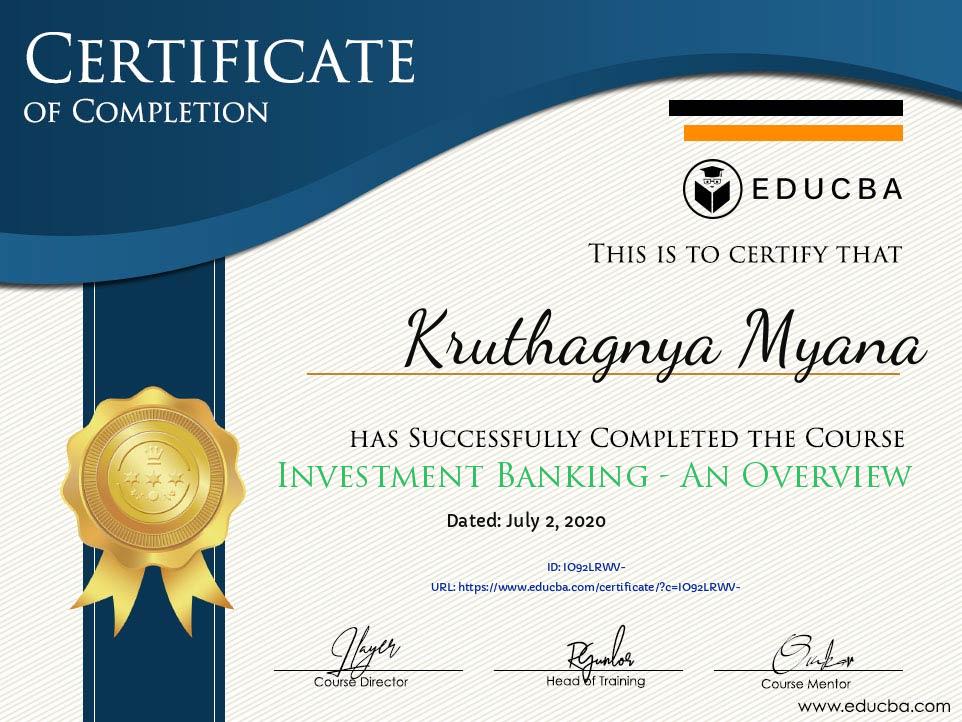 CERTIFICATE
OF COMPLETION
EDUCBA
THIS IS TO CERTIFY THAT
Kruthagnya Myana
HAS SUCCESSFULLY COMPLETED THE COURSE
INVESTMENT BANKING - AN OVERVIEW
Dated: July 2, 2020
ID: IO92LRWV-
URL: https://www.educba.com/certificate/?c=IO92LRWV-
Course Director
Head of Training
Course Mentor
www.educba.com